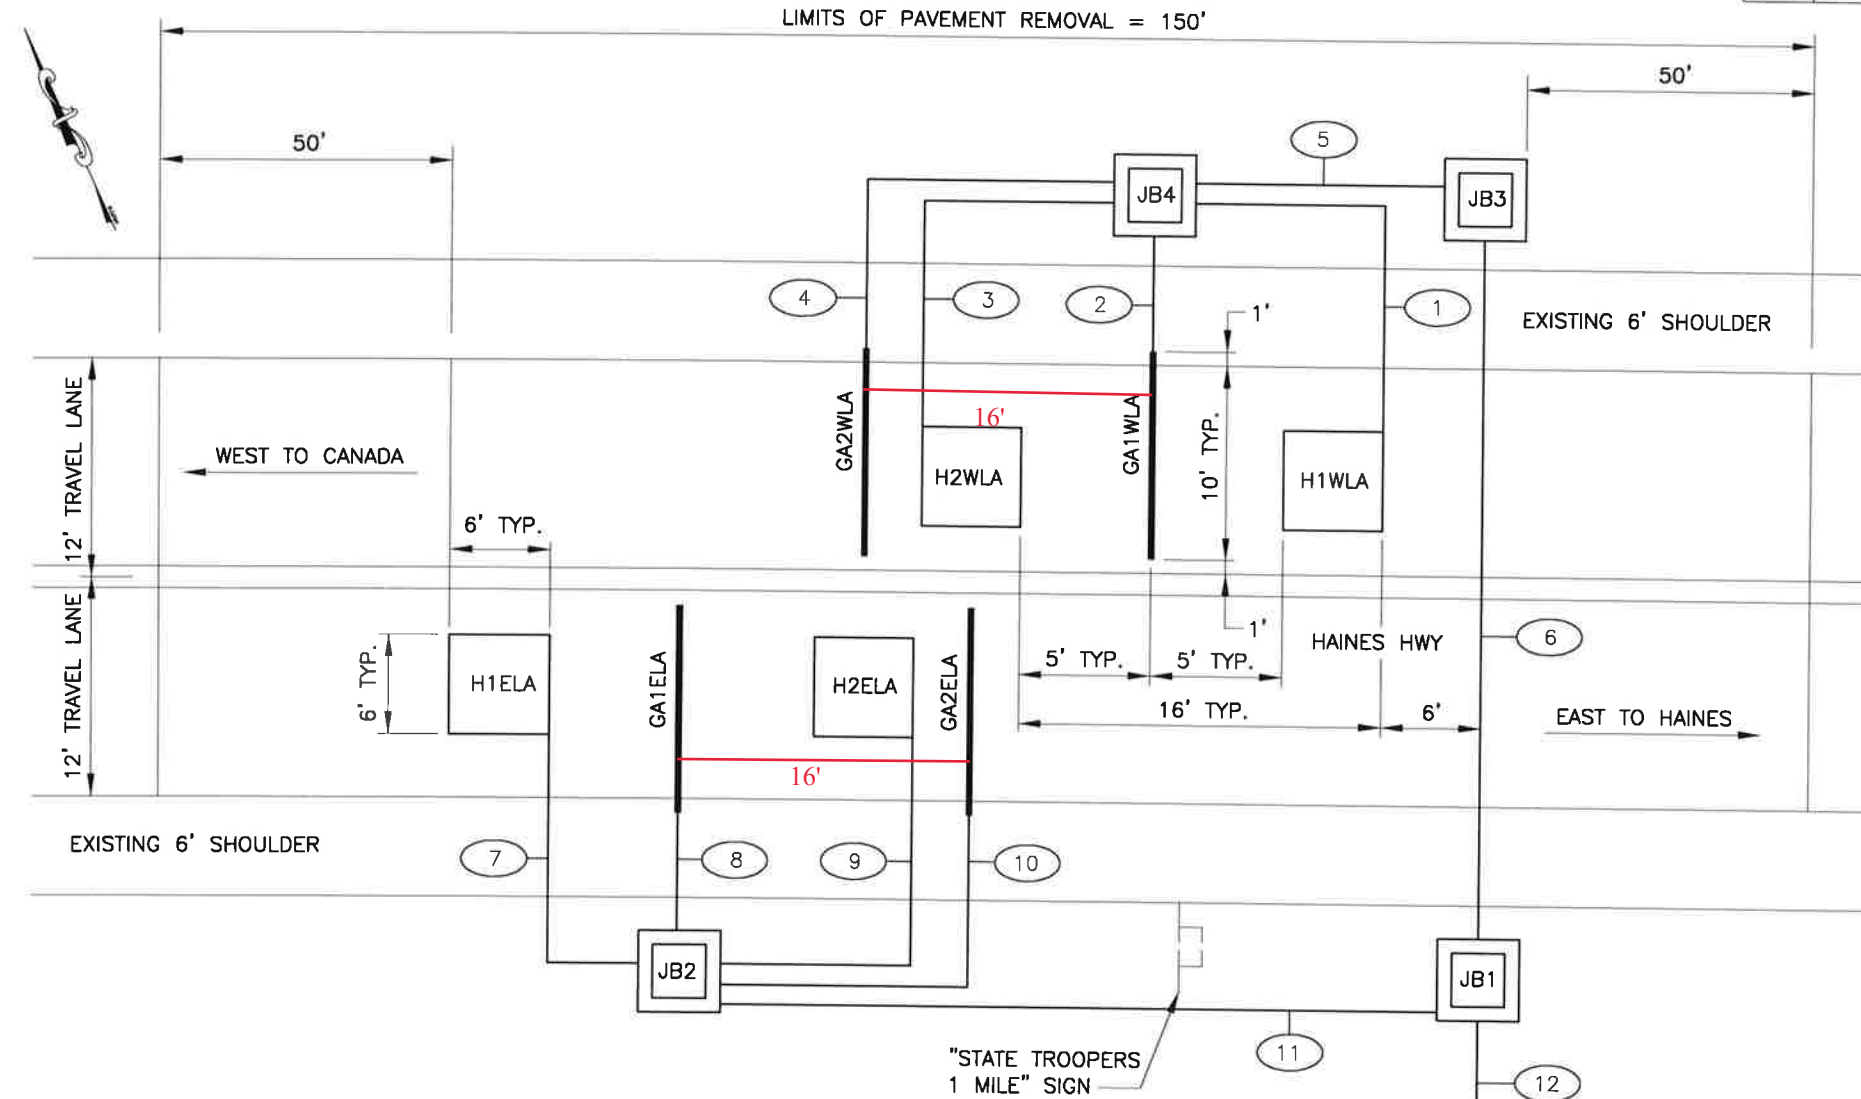 LIMITS OF PAVEMENT REMOVAL = 150'
50'
50'
5
JB4
JB3
4
3
2
1
1'
EXISTING 6' SHOULDER
12' TRAVEL LANE
WEST TO CANADA
GA2WLA
16'
H2WLA
GA1WLA
10' TYP.
H1WLA
6' TYP.
1'
HAINES HWY
6
12' TRAVEL LANE
6' TYP.
H1ELA
GA1ELA
H2ELA
GA2ELA
5' TYP.
5' TYP.
16' TYP.
6'
EAST TO HAINES
16'
EXISTING 6' SHOULDER
7
8
9
10
JB2
JB1
"STATE TROOPERS
1 MILE" SIGN
11
12